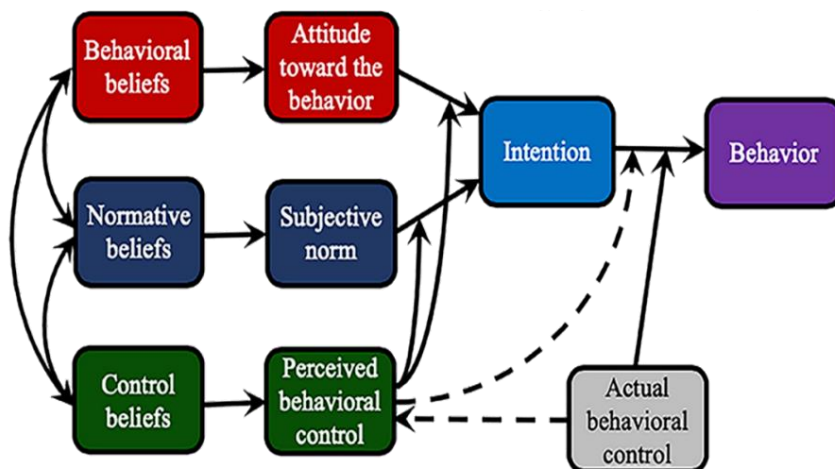 Behavioral
beliefs
Attitude
toward the
behavior
Intention
Behavior
Normative
beliefs
Subjective
norm
Control
beliefs
Perceived
behavioral
control
Actual
behavioral
control